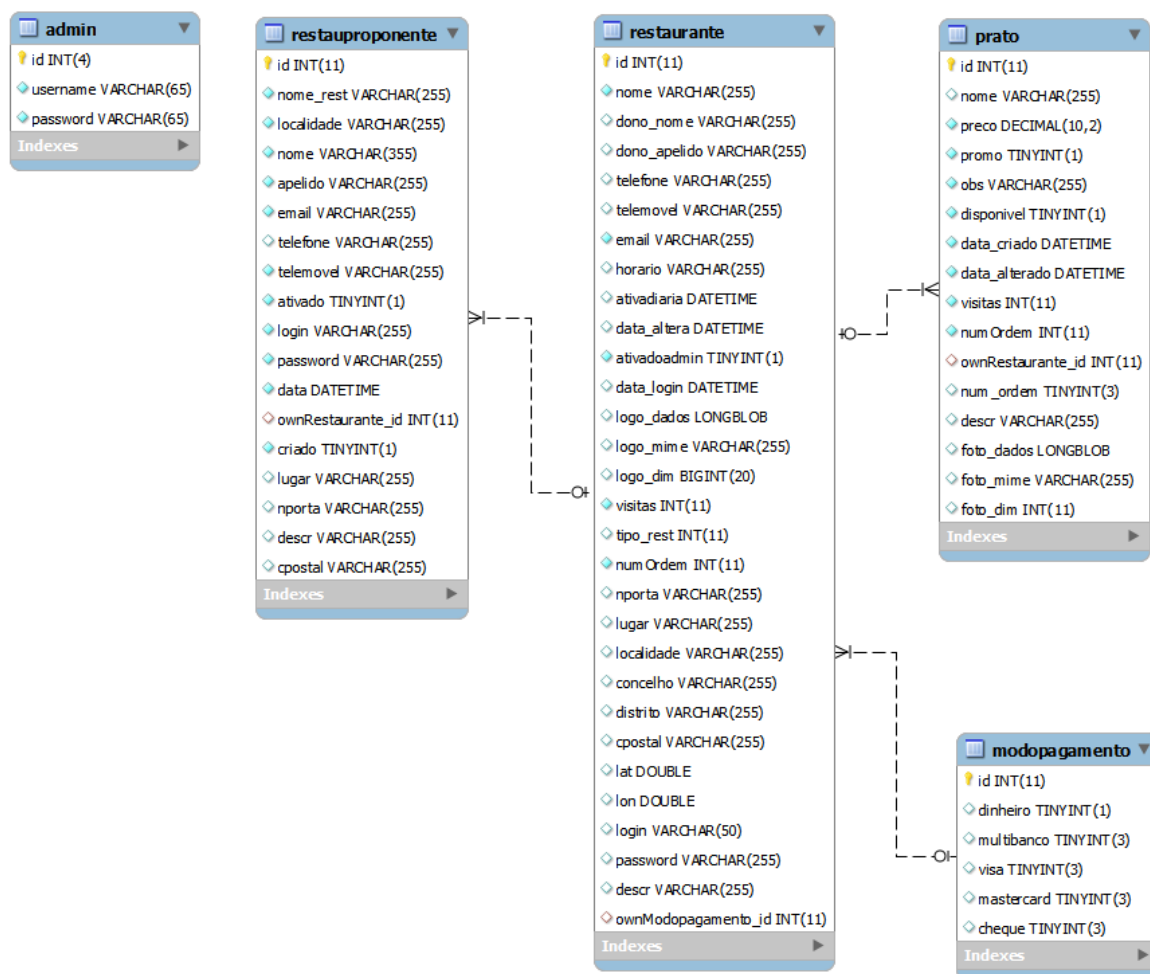 admin
id INT(4)
username VARCHAR(65)
password VARCHAR(65)
Indexes
restauproponente
id INT(11)
nome_rest VARCHAR(255)
localidade VARCHAR(255)
nome VARCHAR(355)
apelido VARCHAR(255)
email VARCHAR(255)
telefone VARCHAR(255)
telemovel VARCHAR(255)
ativado TINYINT(1)
login VARCHAR(255)
password VARCHAR(255)
data DATETIME
ownRestaurante_id INT(11)
criado TINYINT(1)
lugar VARCHAR(255)
nporta VARCHAR(255)
descr VARCHAR(255)
cpostal VARCHAR(255)
Indexes
restaurante
id INT(11)
nome VARCHAR(255)
dono_nome VARCHAR(255)
dono_apelido VARCHAR(255)
telefone VARCHAR(255)
telemovel VARCHAR(255)
email VARCHAR(255)
horario VARCHAR(255)
ativadiaria DATETIME
data_altera DATETIME
ativadoadmin TINYINT(1)
data_login DATETIME
logo_dados LONGBLOB
logo_mime VARCHAR(255)
logo_dim BIGINT(20)
visitas INT(11)
tipo_rest INT(11)
numOrdem INT(11)
nporta VARCHAR(255)
lugar VARCHAR(255)
localidade VARCHAR(255)
concelho VARCHAR(255)
distrito VARCHAR(255)
cpostal VARCHAR(255)
lat DOUBLE
lon DOUBLE
login VARCHAR(50)
password VARCHAR(255)
descr VARCHAR(255)
ownModopagamento_id INT(11)
Indexes
prato
id INT(11)
nome VARCHAR(255)
preco DECIMAL(10,2)
promo TINYINT(1)
obs VARCHAR(255)
disponivel TINYINT(1)
data_criado DATETIME
data_alterado DATETIME
visitas INT(11)
numOrdem INT(11)
ownRestaurante_id INT(11)
num_ordem TINYINT(3)
descr VARCHAR(255)
foto_dados LONGBLOB
foto_mime VARCHAR(255)
foto_dim INT(11)
Indexes
modopagamento
id INT(11)
dinheiro TINYINT(1)
multibanco TINYINT(3)
visa TINYINT(3)
mastercard TINYINT(3)
cheque TINYINT(3)
Indexes